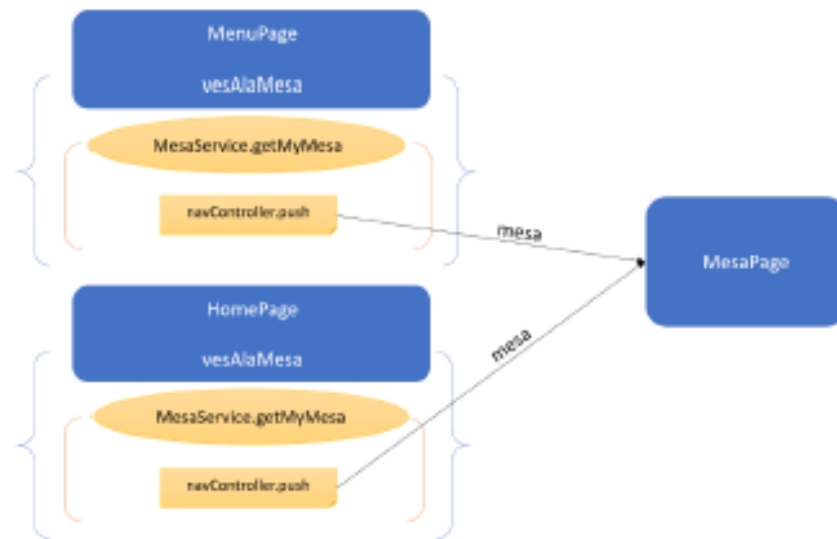 MenuPage
vesAlaMesa
MesaService.getMyMesa
navController.push
mesa
MesaPage
HomePage
vesAlaMesa
mesa
MesaService.getMyMesa
navController.push